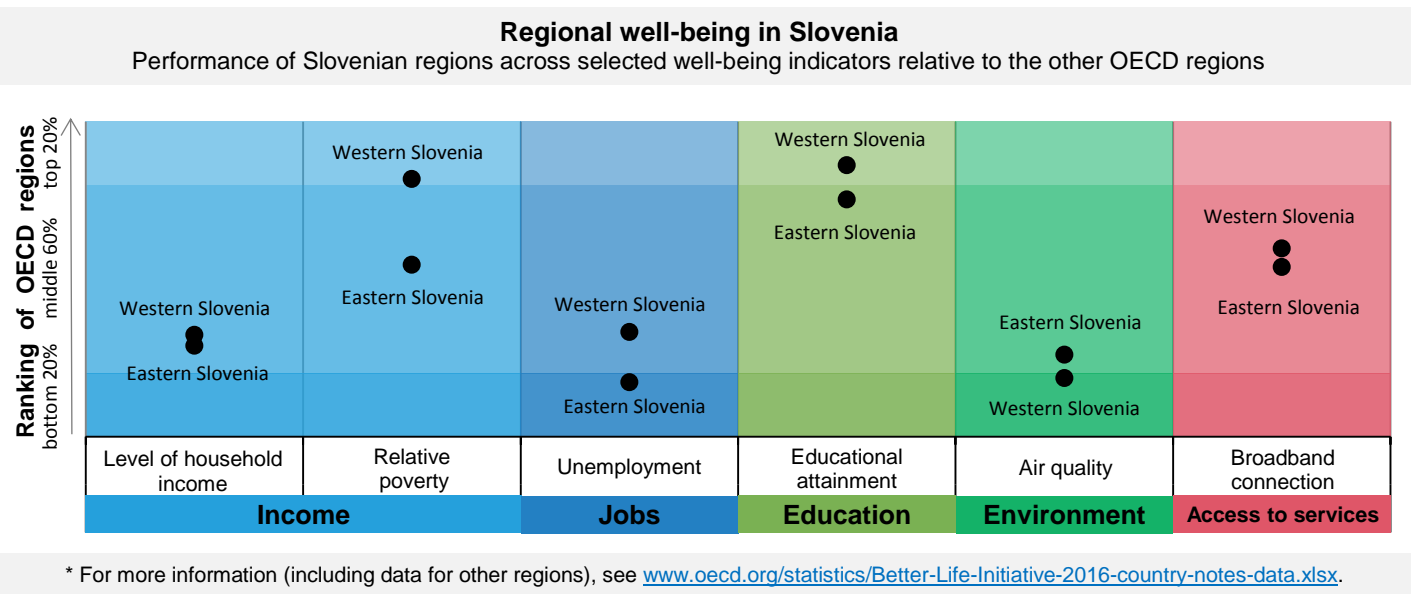 Regional well-being in Slovenia
Performance of Slovenian regions across selected well-being indicators relative to the other OECD regions
Ranking of OECD regions
bottom 20% middle 60% top 20%
Western Slovenia
Eastern Slovenia
Western Slovenia
Eastern Slovenia
Western Slovenia
Eastern Slovenia
Western Slovenia
Eastern Slovenia
Eastern Slovenia
Western Slovenia
Western Slovenia
Eastern Slovenia
Level of household
income
Relative
poverty
Unemployment
Educational
attainment
Air quality
Broadband
connection
Income
Jobs
Education
Environment
Access to services
* For more information (including data for other regions), see www.oecd.org/statistics/Better-Life-Initiative-2016-country-notes-data.xlsx.